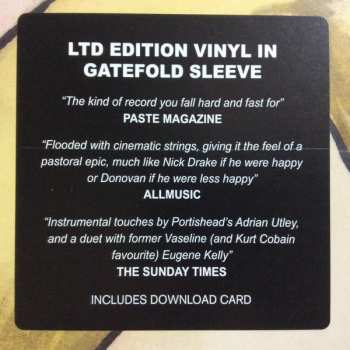 LTD EDITION VINYL IN
GATEFOLD SLEEVE
“The kind of record you fall hard and fast for”
PASTE MAGAZINE
“Flooded with cinematic strings, giving it the feel of a
pastoral epic, much like Nick Drake if he were happy
or Donovan if he were less happy”
ALLMUSIC
“Instrumental touches by Portishead’s Adrian Utley,
and a duet with former Vaseline (and Kurt Cobain
favourite) Eugene Kelly”
THE SUNDAY TIMES
INCLUDES DOWNLOAD CARD